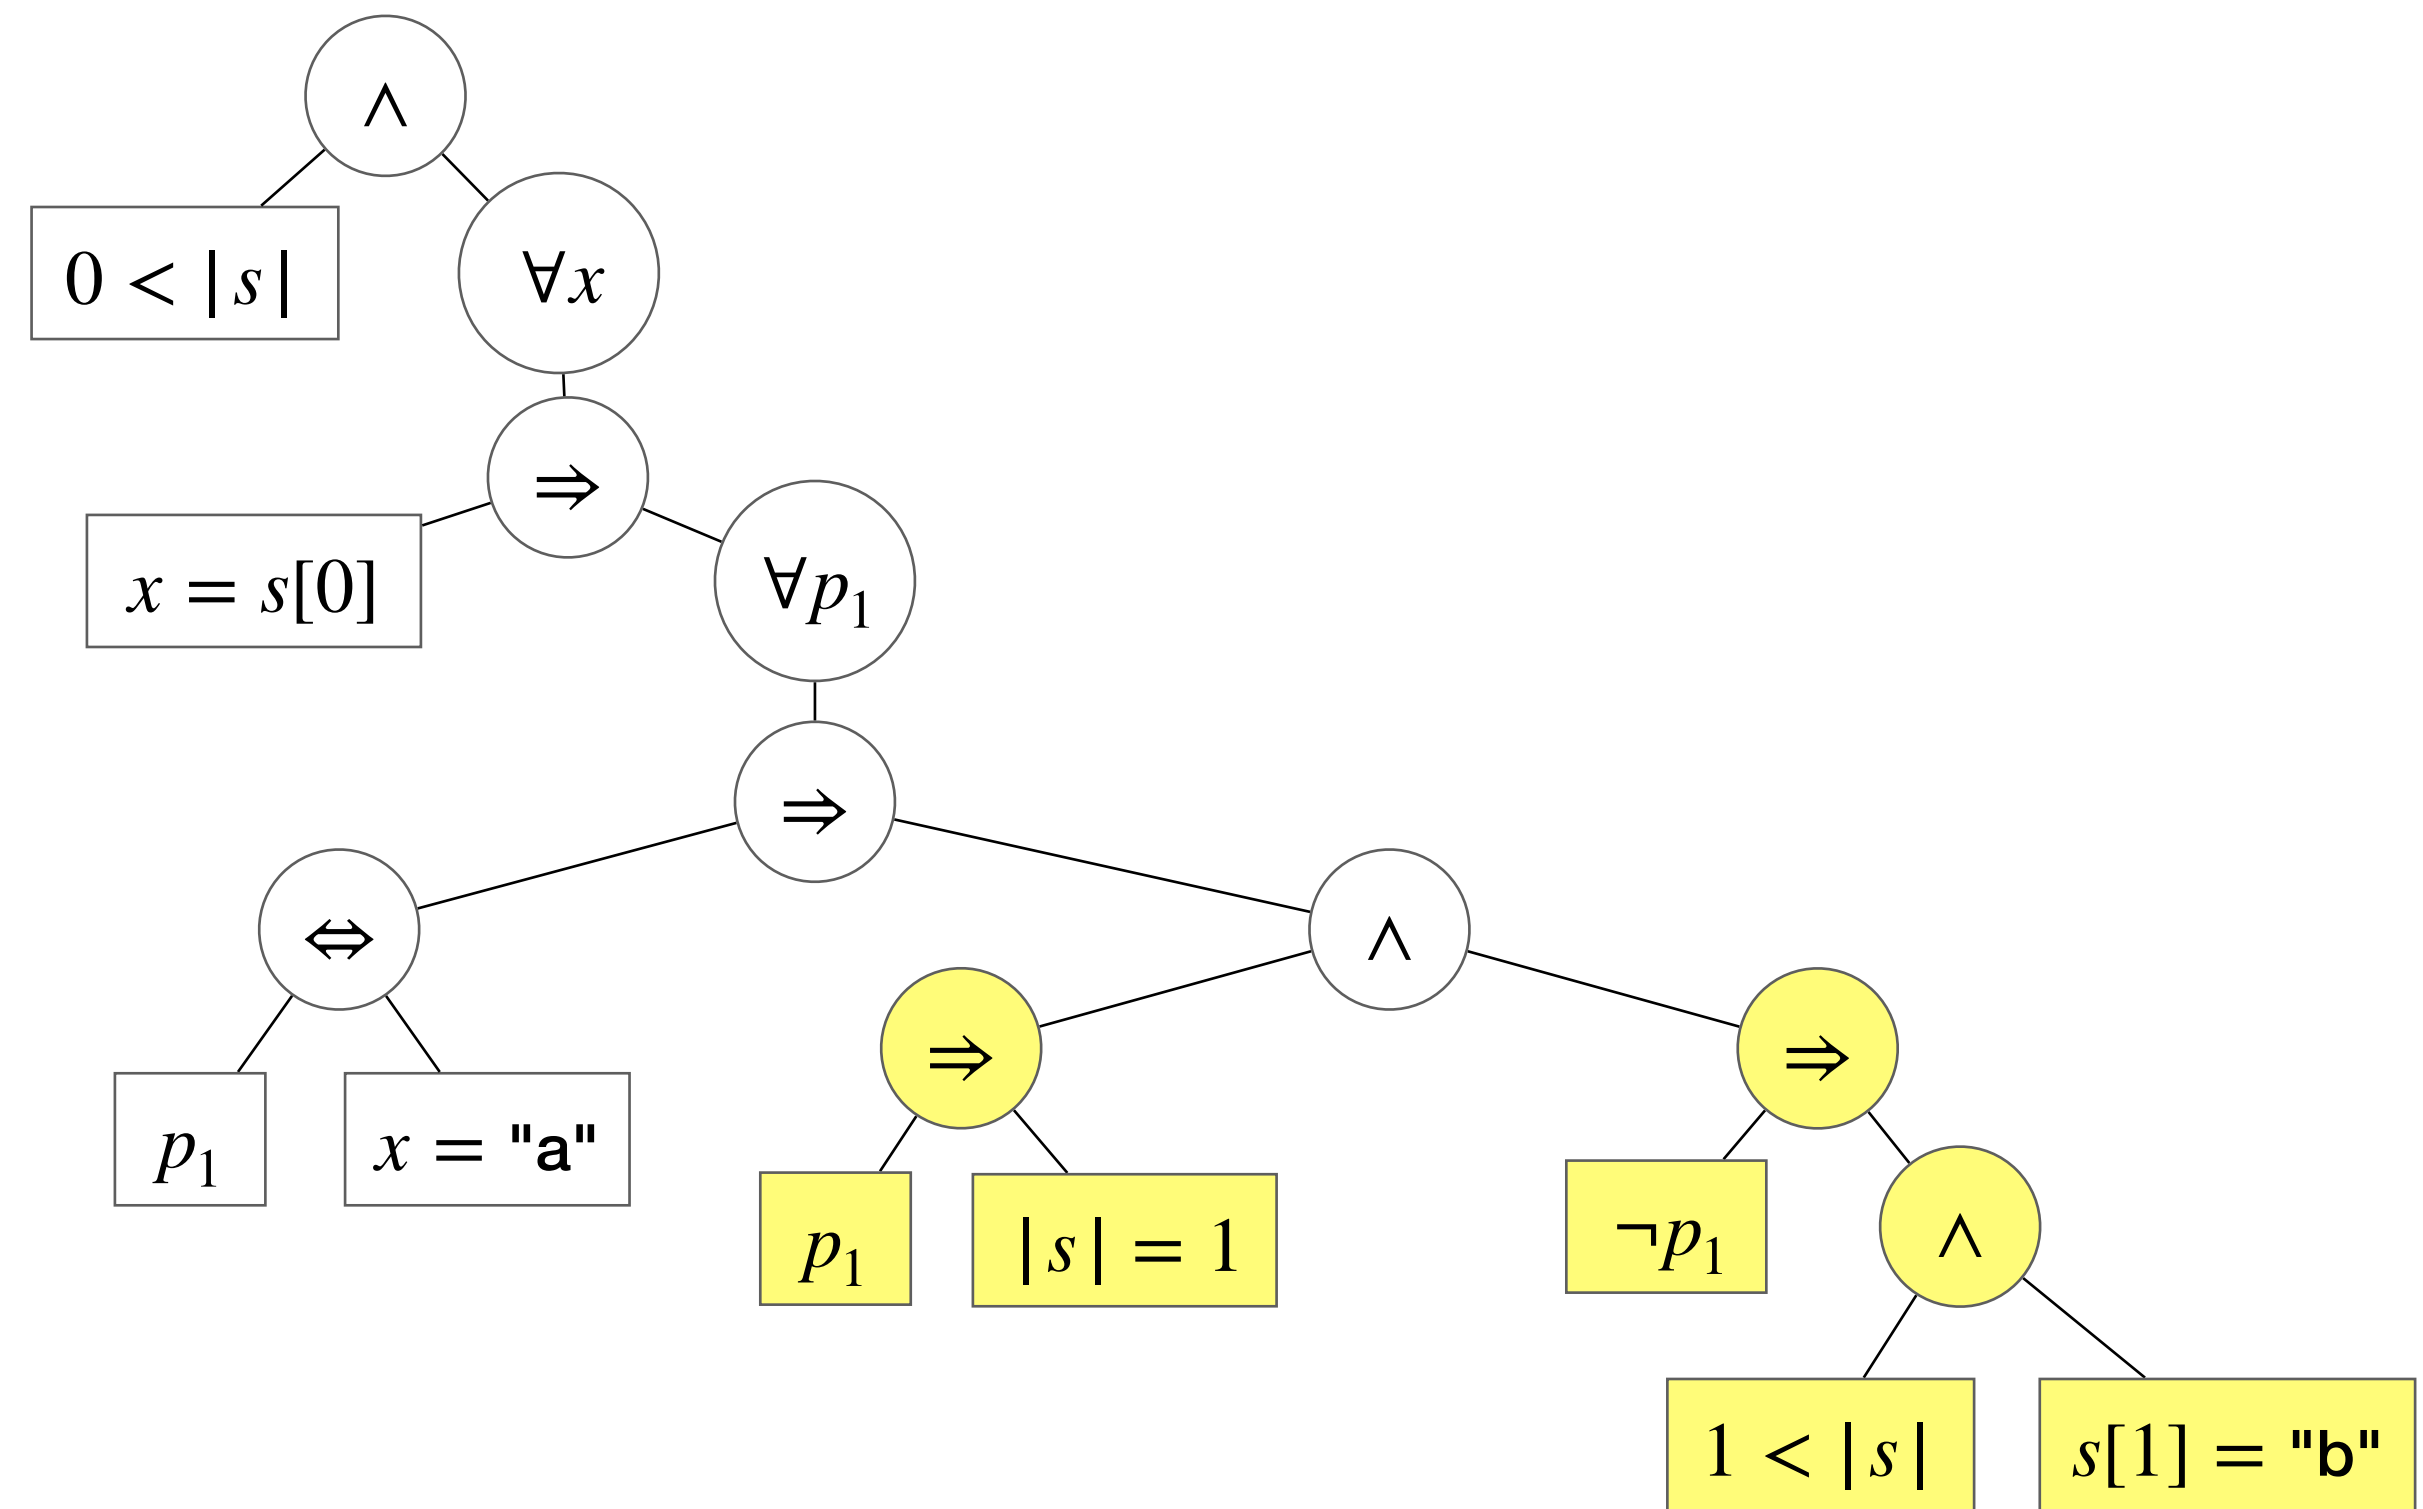 ∧
0 < |s|
∀x
⇒
x = s[0]
∀p₁
⇒
⇔
∧
p₁
x = "a"
⇒
⇒
p₁
|s| = 1
¬p₁
∧
1 < |s|
s[1] = "b"